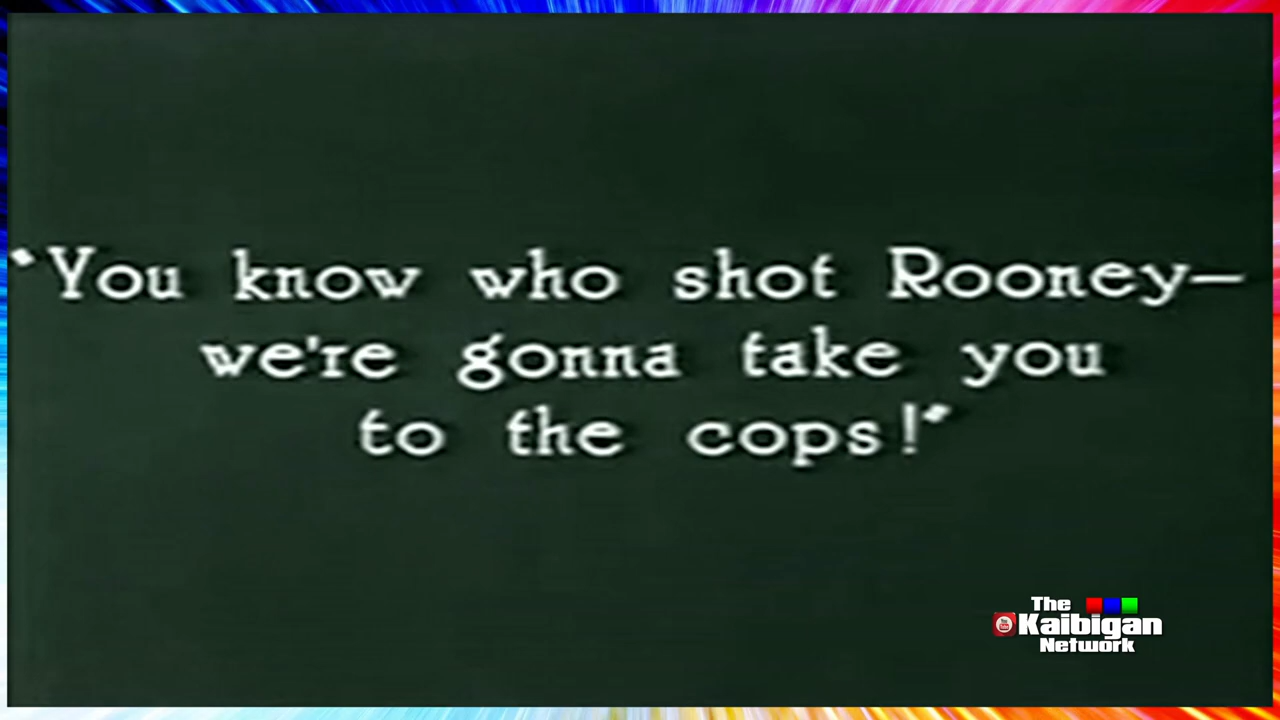 "You know who shot Rooney—
we're gonna take you
to the cops!"
The
Kaibigan
Network